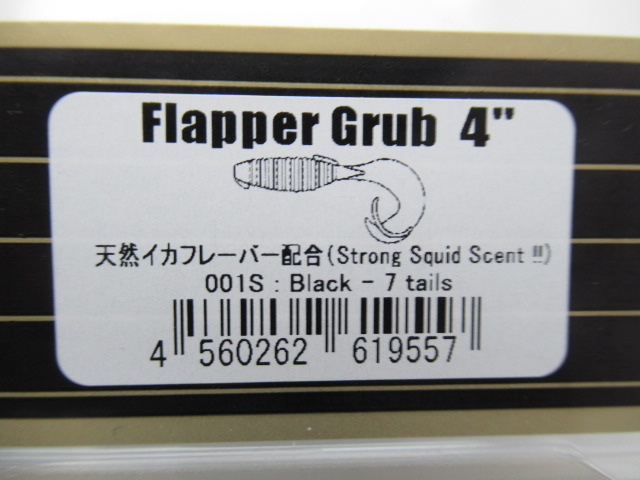 Flapper Grub 4"
天然イカフレーバー配合(Strong Squid Scent !!)
001S : Black - 7 tails
4 560262 619557